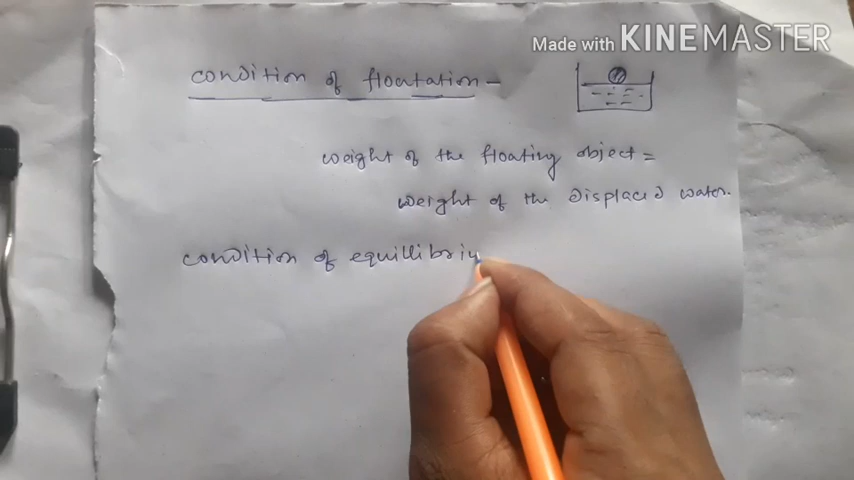 Made with KINEMASTER
condition of floatation -
weight of the floating object =
weight of the displaced water.
condition of equillibriu